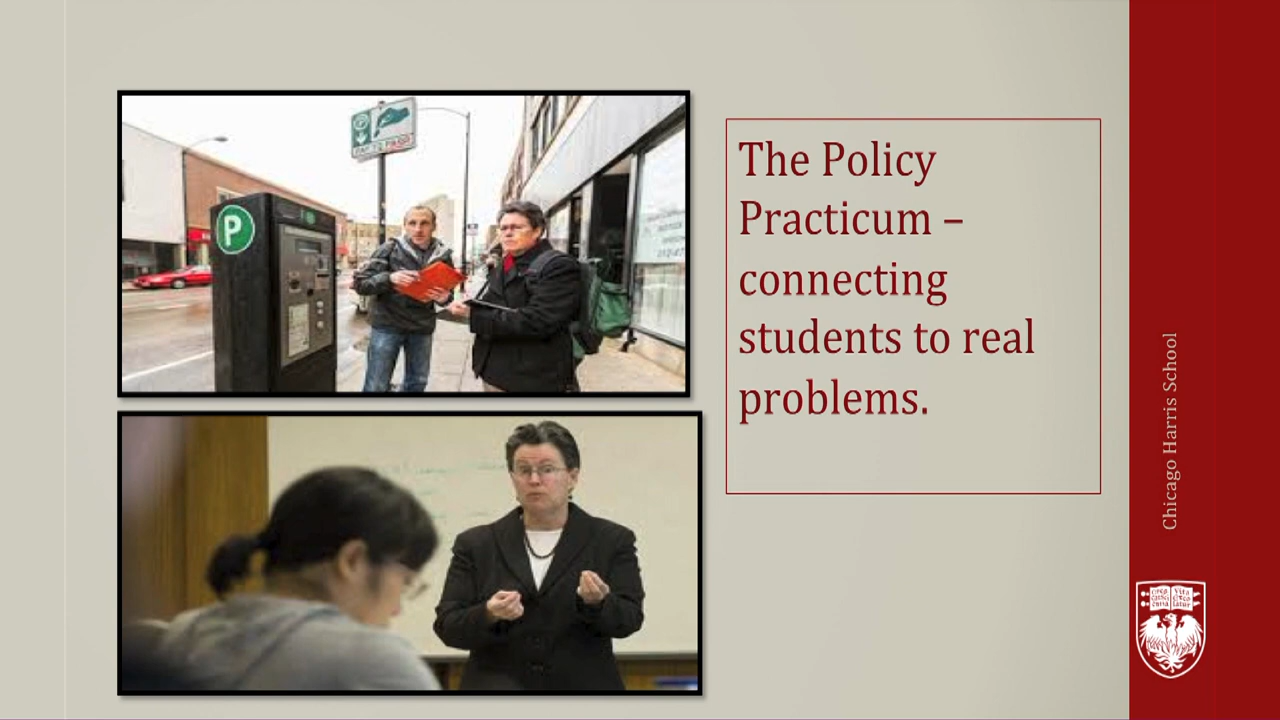 P
The Policy
Practicum –
connecting
students to real
problems.
Chicago Harris School